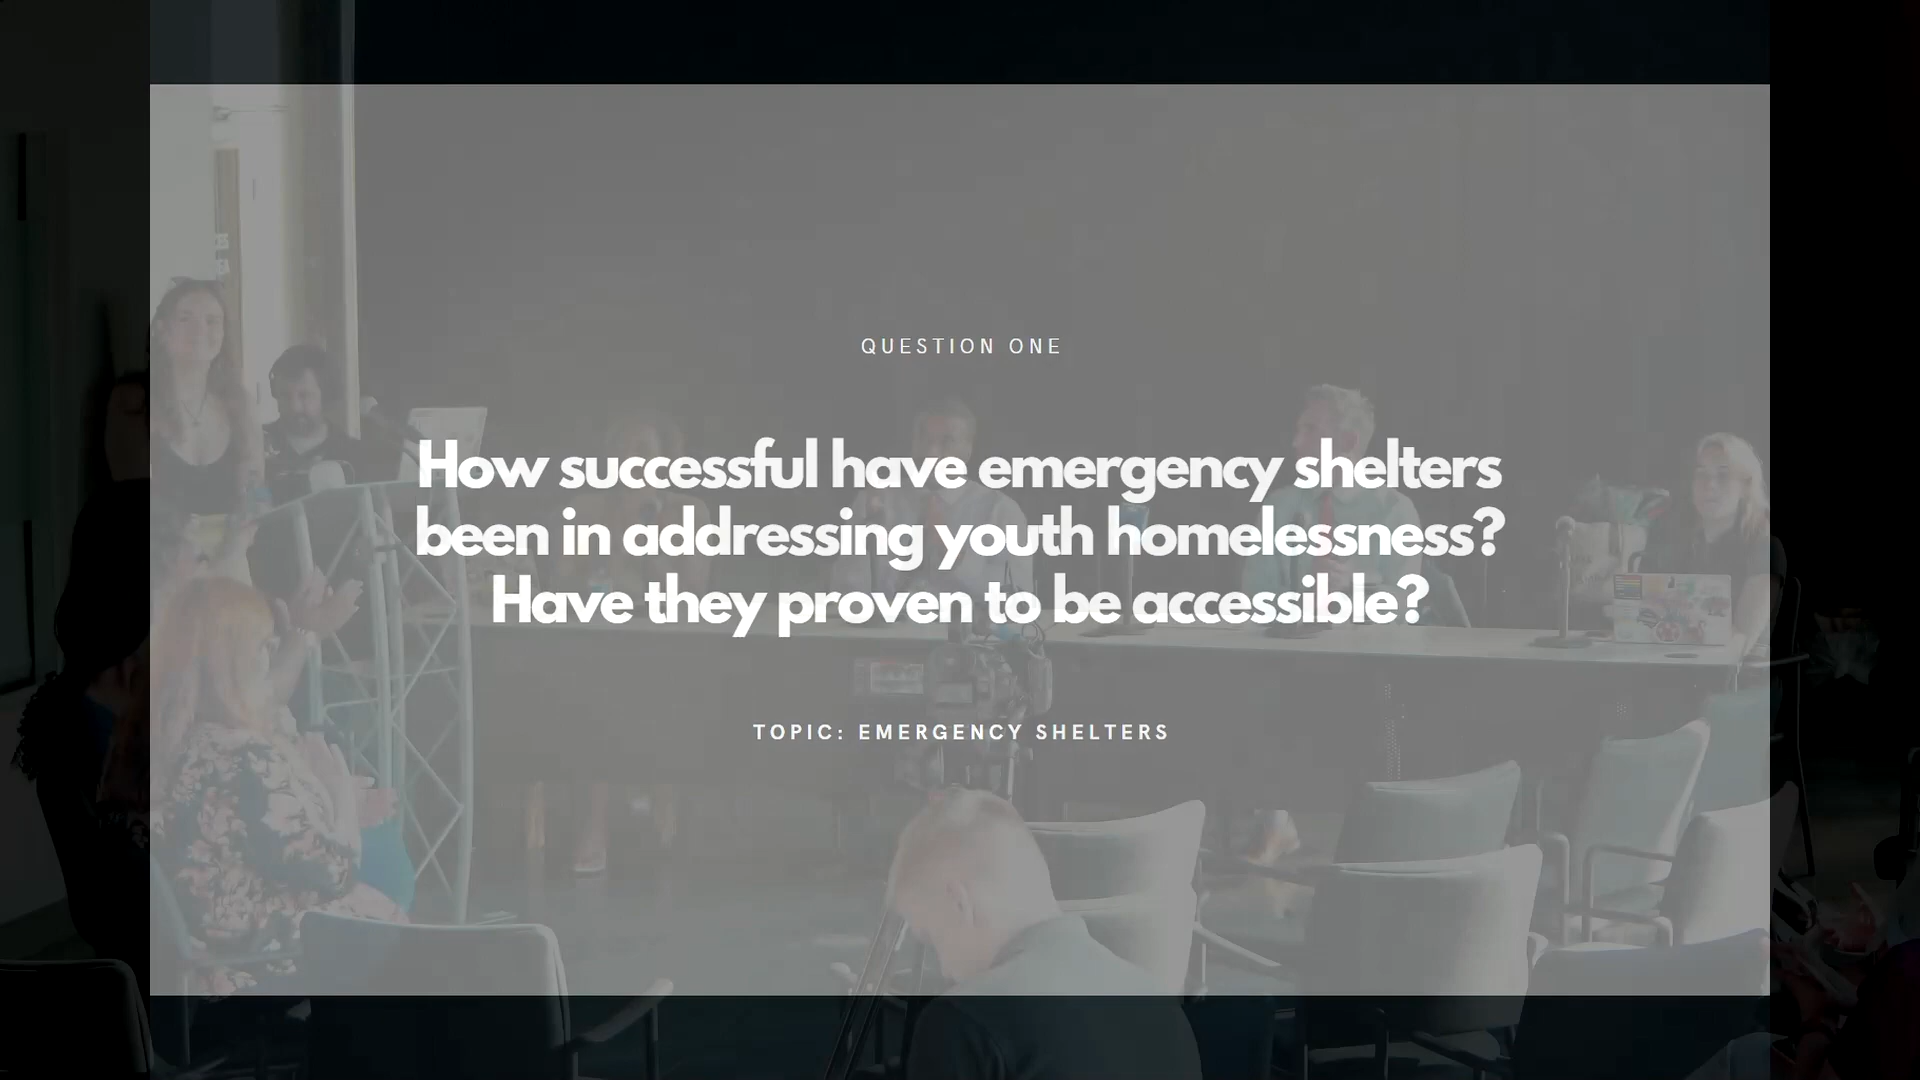 QUESTION ONE
How successful have emergency shelters
been in addressing youth homelessness?
Have they proven to be accessible?
TOPIC: EMERGENCY SHELTERS